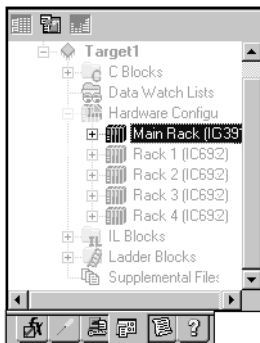 Target1
C Blocks
Data Watch Lists
Hardware Configu
Main Rack (IC397
Rack 1 (IC692)
Rack 2 (IC692)
Rack 3 (IC692)
Rack 4 (IC692)
IL Blocks
Ladder Blocks
Supplemental Files